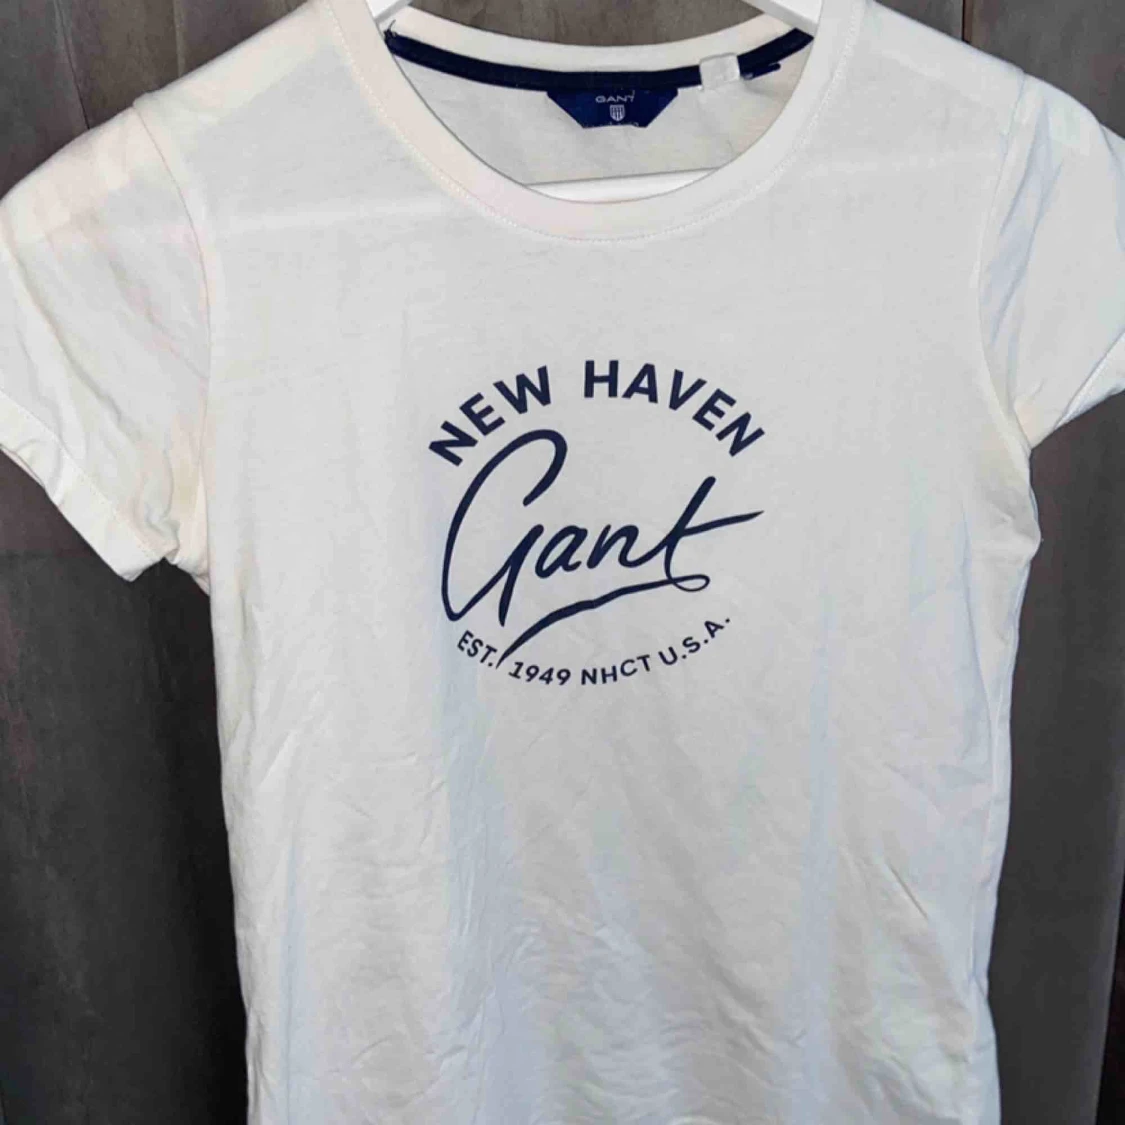 GANT
NEW HAVEN
Gant
EST. 1949 NHCT U.S.A.